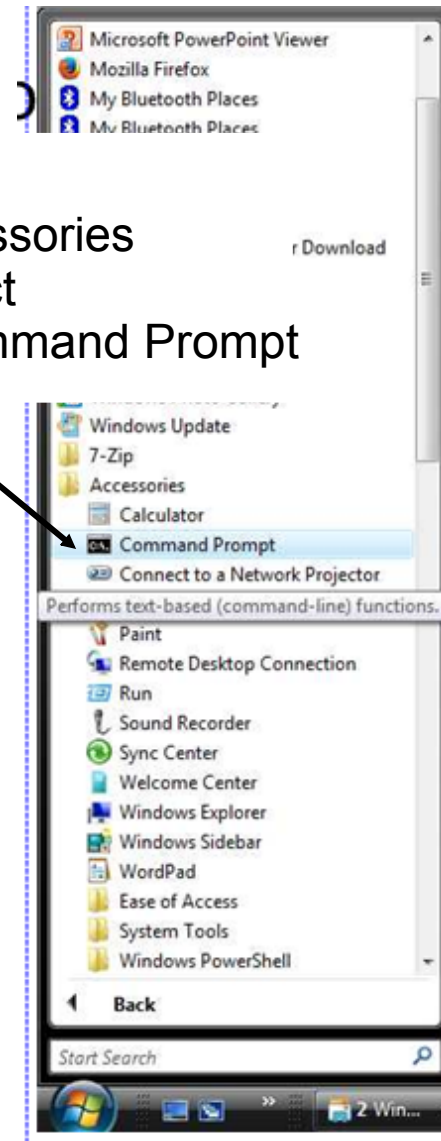 Microsoft PowerPoint Viewer
Mozilla Firefox
My Bluetooth Places
My Bluetooth Places
ssories
r Download
ct
mmand Prompt
Windows Update
7-Zip
Accessories
Calculator
Command Prompt
Connect to a Network Projector
Performs text-based (command-line) functions.
Paint
Remote Desktop Connection
Run
Sound Recorder
Sync Center
Welcome Center
Windows Explorer
Windows Sidebar
WordPad
Ease of Access
System Tools
Windows PowerShell
Back
Start Search
2 Win...